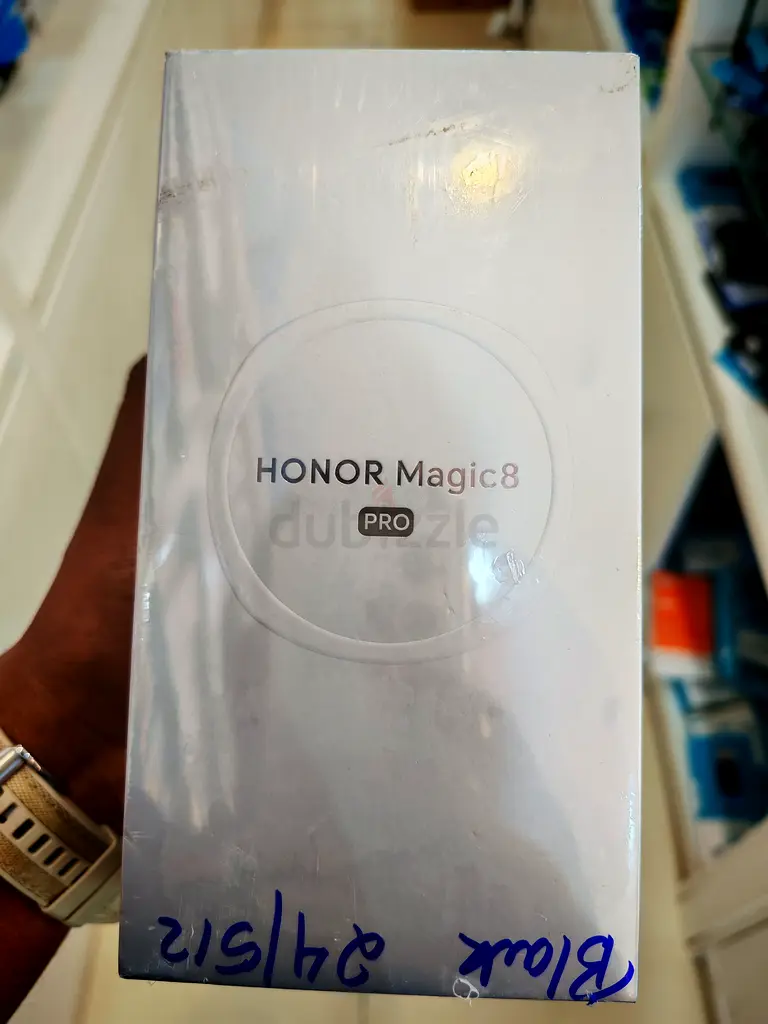 HONOR Magic8
PRO
dubizzle
Black 24/512